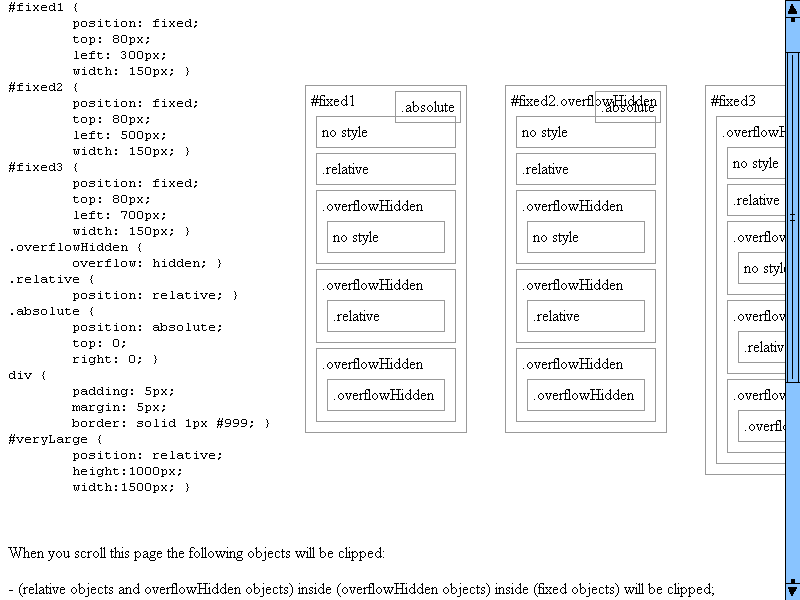 #fixed1 {
position: fixed;
top: 80px;
left: 300px;
width: 150px; }
#fixed2 {
position: fixed;
top: 80px;
left: 500px;
width: 150px; }
#fixed3 {
position: fixed;
top: 80px;
left: 700px;
width: 150px; }
.overflowHidden {
overflow: hidden; }
.relative {
position: relative; }
.absolute {
position: absolute;
top: 0;
right: 0; }
div {
padding: 5px;
margin: 5px;
border: solid 1px #999; }
#veryLarge {
position: relative;
height:1000px;
width:1500px; }
#fixed1
.absolute
no style
.relative
.overflowHidden
no style
.overflowHidden
.relative
.overflowHidden
.overflowHidden
#fixed2.overflowHidden
.absolute
no style
.relative
.overflowHidden
no style
.overflowHidden
.relative
.overflowHidden
.overflowHidden
#fixed3
.overflowH
no style
.relative
.overflow
no styl
.overflow
.relativ
.overflow
.overfl
When you scroll this page the following objects will be clipped:
- (relative objects and overflowHidden objects) inside (overflowHidden objects) inside (fixed objects) will be clipped;